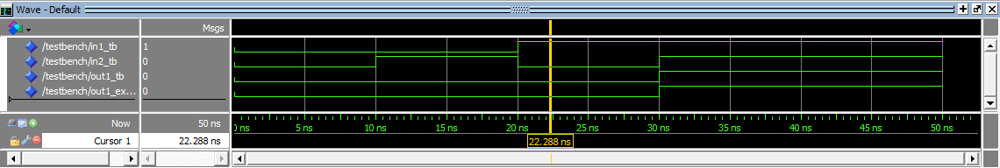 Wave - Default
Msgs
/testbench/in1_tb 1
/testbench/in2_tb 0
/testbench/out1_tb 0
/testbench/out1_ex... 0
Now 50 ns 0 ns 5 ns 10 ns 15 ns 20 ns 25 ns 30 ns 35 ns 40 ns 45 ns 50 ns
Cursor 1 22.288 ns 22.288 ns